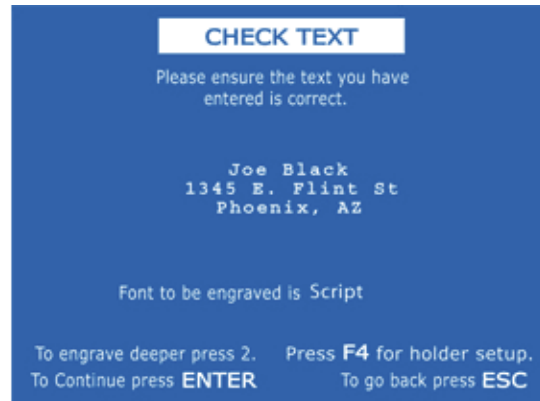 CHECK TEXT
Please ensure the text you have
entered is correct.
Joe Black
1345 E. Flint St
Phoenix, AZ
Font to be engraved is Script
To engrave deeper press 2. Press F4 for holder setup.
To Continue press ENTER To go back press ESC